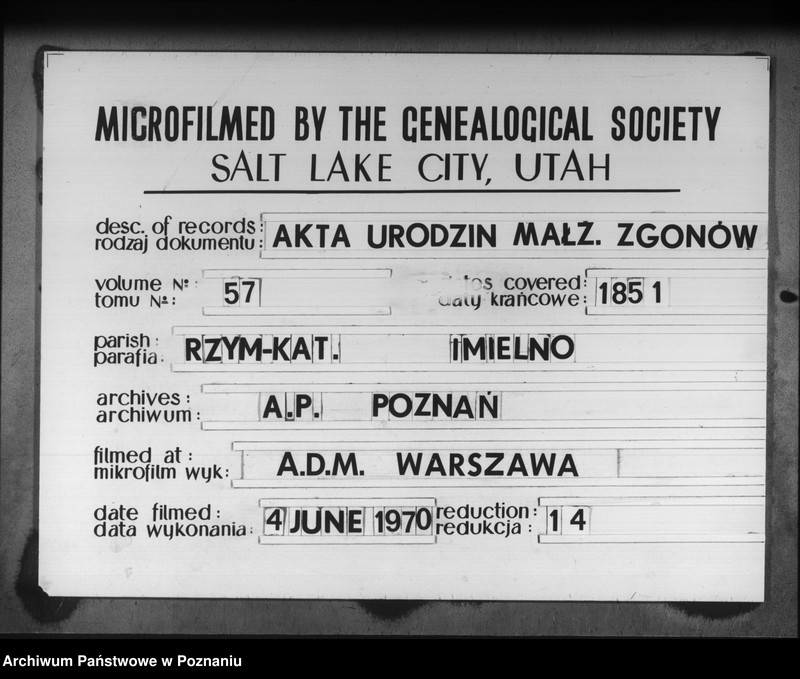 MICROFILMED BY THE GENEALOGICAL SOCIETY
SALT LAKE CITY, UTAH
desc. of records: AKTA URODZIN MAŁŻ. ZGONÓW
rodzaj dokumentu:
volume №: 57 covered: 1851
tomu №: daty krańcowe:
parish: RZYM-KAT. IMIELNO
parafia:
archives: A.P. POZNAŃ
archiwum:
filmed at: A.D.M. WARSZAWA
mikrofilm wyk:
date filmed: 4 JUNE 1970 reduction: 14
data wykonania: redukcja:
Archiwum Państwowe w Poznaniu